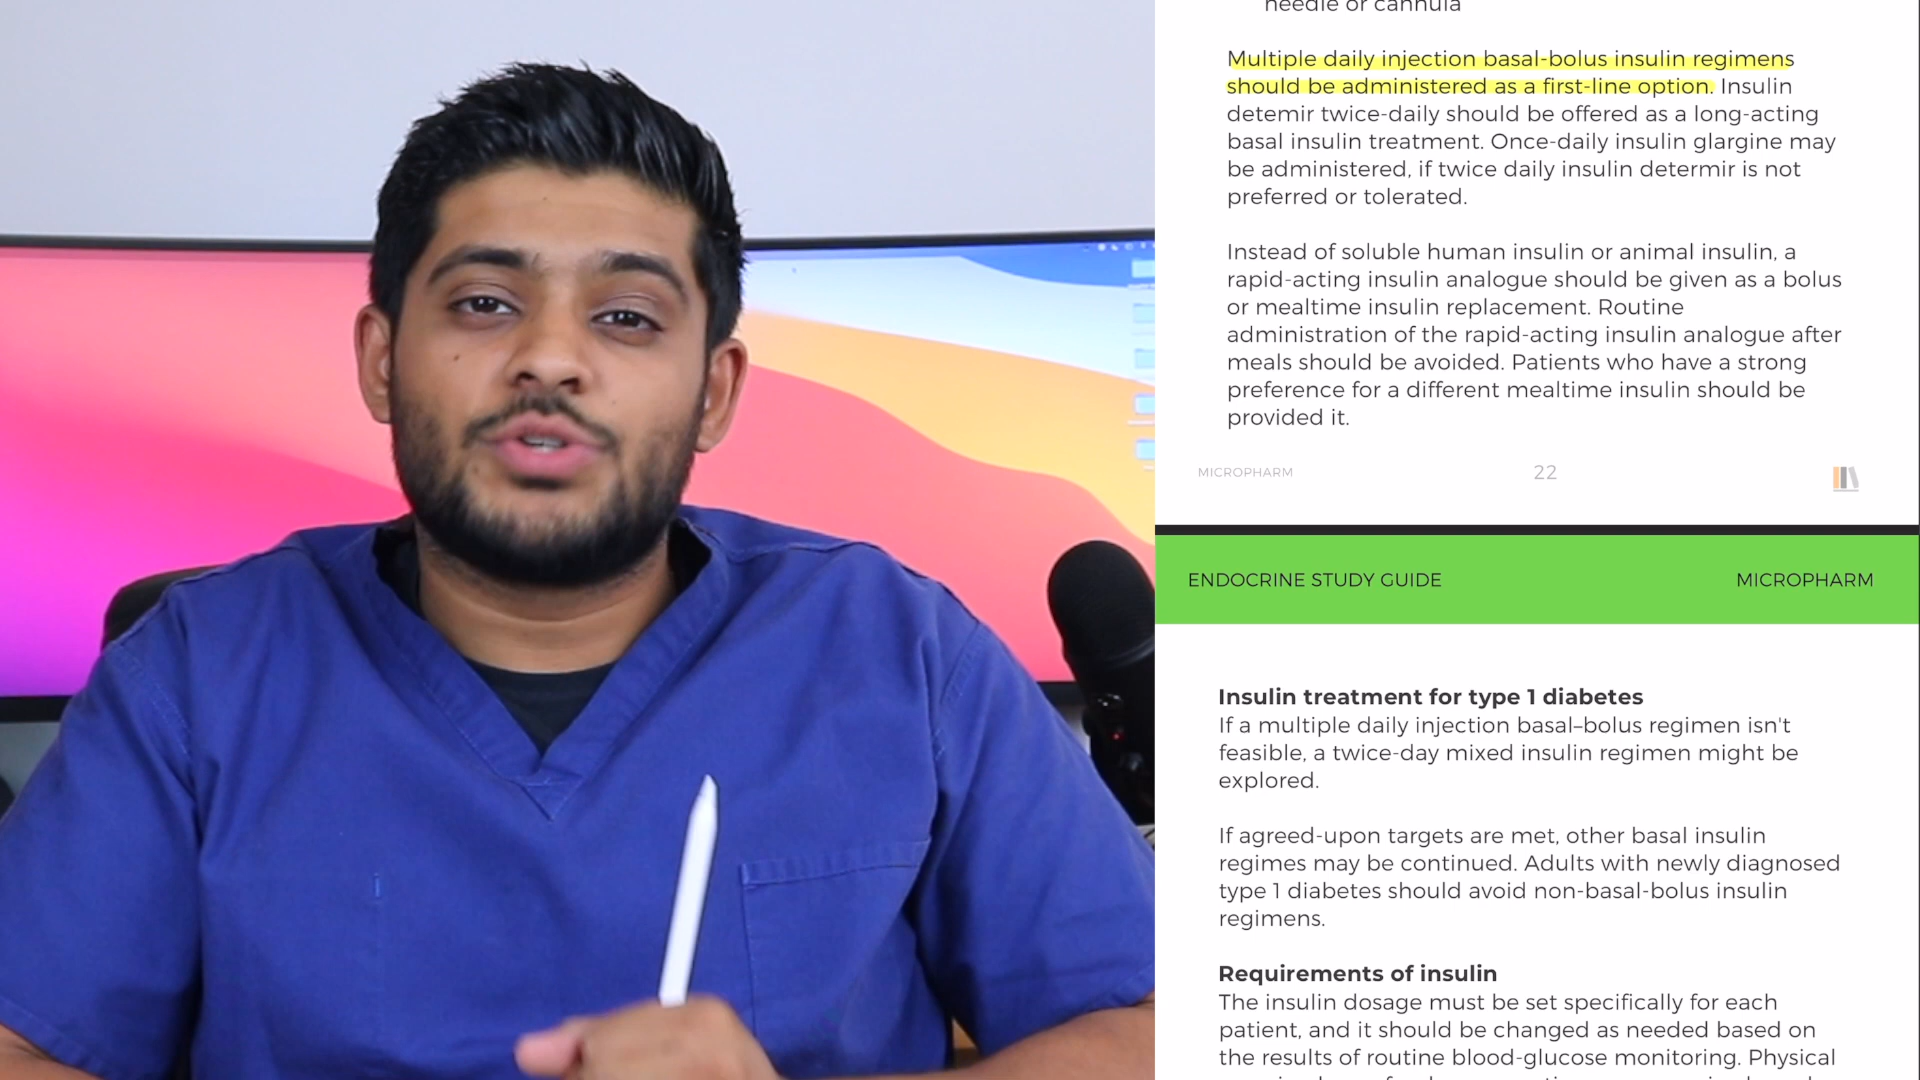 needle or cannula
Multiple daily injection basal-bolus insulin regimens
should be administered as a first-line option. Insulin
detemir twice-daily should be offered as a long-acting
basal insulin treatment. Once-daily insulin glargine may
be administered, if twice daily insulin determir is not
preferred or tolerated.
Instead of soluble human insulin or animal insulin, a
rapid-acting insulin analogue should be given as a bolus
or mealtime insulin replacement. Routine
administration of the rapid-acting insulin analogue after
meals should be avoided. Patients who have a strong
preference for a different mealtime insulin should be
provided it.
MICROPHARM
22
ENDOCRINE STUDY GUIDE
MICROPHARM
Insulin treatment for type 1 diabetes
If a multiple daily injection basal–bolus regimen isn't
feasible, a twice-day mixed insulin regimen might be
explored.
If agreed-upon targets are met, other basal insulin
regimes may be continued. Adults with newly diagnosed
type 1 diabetes should avoid non-basal-bolus insulin
regimens.
Requirements of insulin
The insulin dosage must be set specifically for each
patient, and it should be changed as needed based on
the results of routine blood-glucose monitoring. Physical